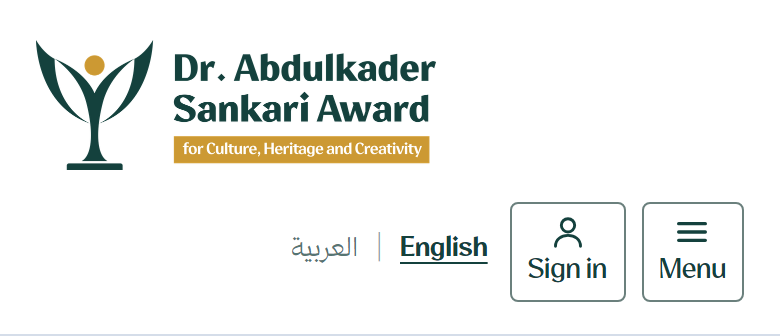 Dr. Abdulkader
Sankari Award
for Culture, Heritage and Creativity
العربية | English
Sign in
Menu